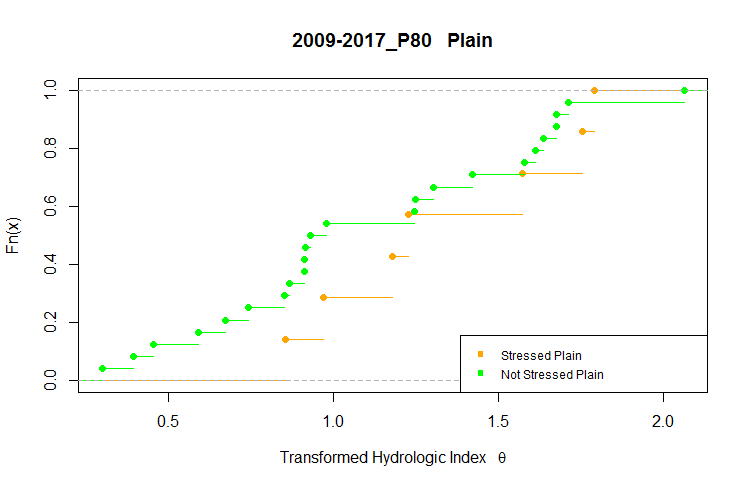 2009-2017_P80 Plain
Fn(x)
1.0
0.8
0.6
0.4
0.2
0.0
Stressed Plain
Not Stressed Plain
0.5 1.0 1.5 2.0
Transformed Hydrologic Index θ